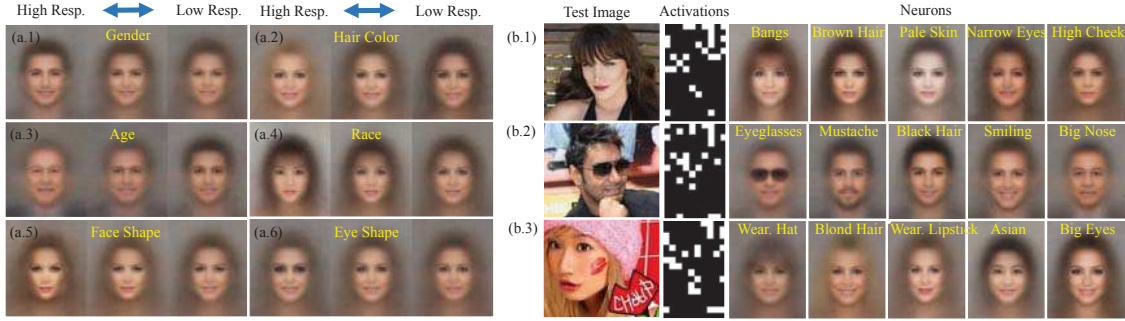 High Resp. Low Resp. High Resp. Low Resp.
(a.1) Gender
(a.2) Hair Color
(a.3) Age
(a.4) Race
(a.5) Face Shape
(a.6) Eye Shape
Test Image Activations Neurons
(b.1) Bangs Brown Hair Pale Skin Narrow Eyes High Cheek.
(b.2) Eyeglasses Mustache Black Hair Smiling Big Nose
(b.3) Wear. Hat Blond Hair Wear. Lipstick Asian Big Eyes